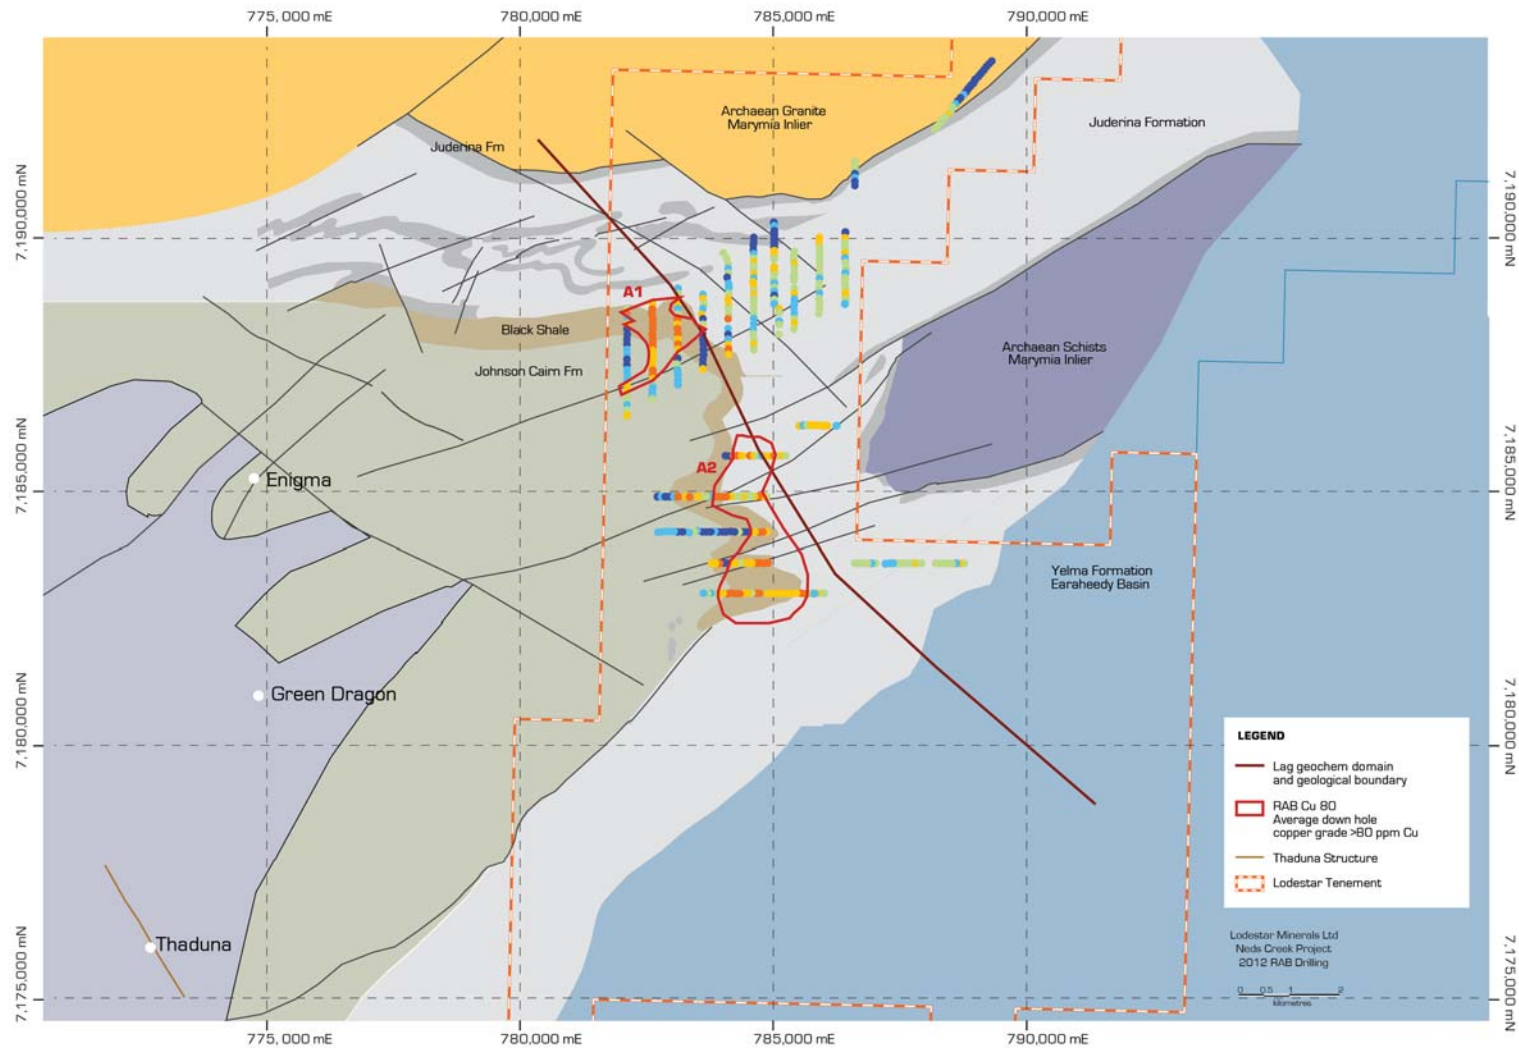 775,000 mE
780,000 mE
785,000 mE
790,000 mE
Archaean Granite
Marymia Inlier
Juderina Formation
Juderina Fm
7,190,000 mN
7,190,000 mN
A1
Black Shale
Johnson Cairn Fm
Archaean Schists
Marymia Inlier
7,185,000 mN
7,185,000 mN
Enigma
A2
Yelma Formation
Earaheedy Basin
Green Dragon
7,180,000 mN
7,180,000 mN
LEGEND
Lag geochem domain
and geological boundary
RAB Cu 80
Average down hole
copper grade >80 ppm Cu
Thaduna Structure
Lodestar Tenement
Thaduna
Lodestar Minerals Ltd
Neds Creek Project
2012 RAB Drilling
0 0.5 1 2
kilometres
7,175,000 mN
7,175,000 mN
775,000 mE
780,000 mE
785,000 mE
790,000 mE